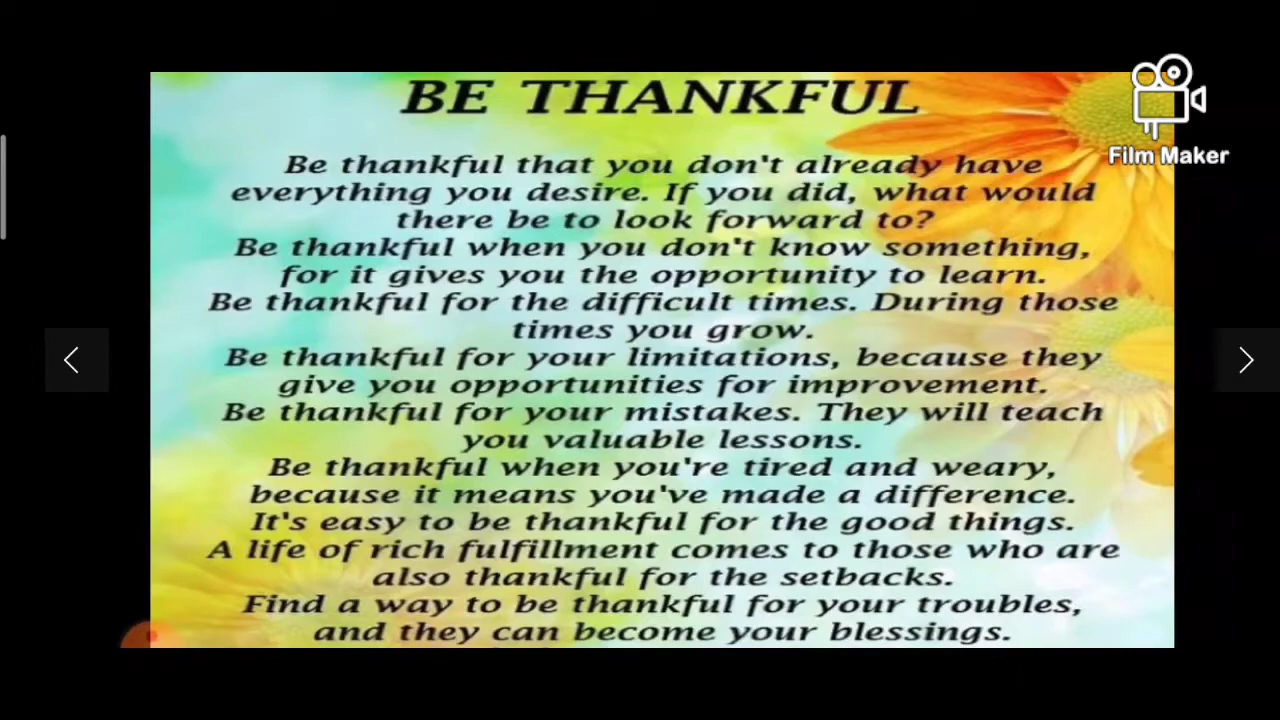 BE THANKFUL
Film Maker
Be thankful that you don't already have
everything you desire. If you did, what would
there be to look forward to?
Be thankful when you don't know something,
for it gives you the opportunity to learn.
Be thankful for the difficult times. During those
times you grow.
Be thankful for your limitations, because they
give you opportunities for improvement.
Be thankful for your mistakes. They will teach
you valuable lessons.
Be thankful when you're tired and weary,
because it means you've made a difference.
It's easy to be thankful for the good things.
A life of rich fulfillment comes to those who are
also thankful for the setbacks.
Find a way to be thankful for your troubles,
and they can become your blessings.